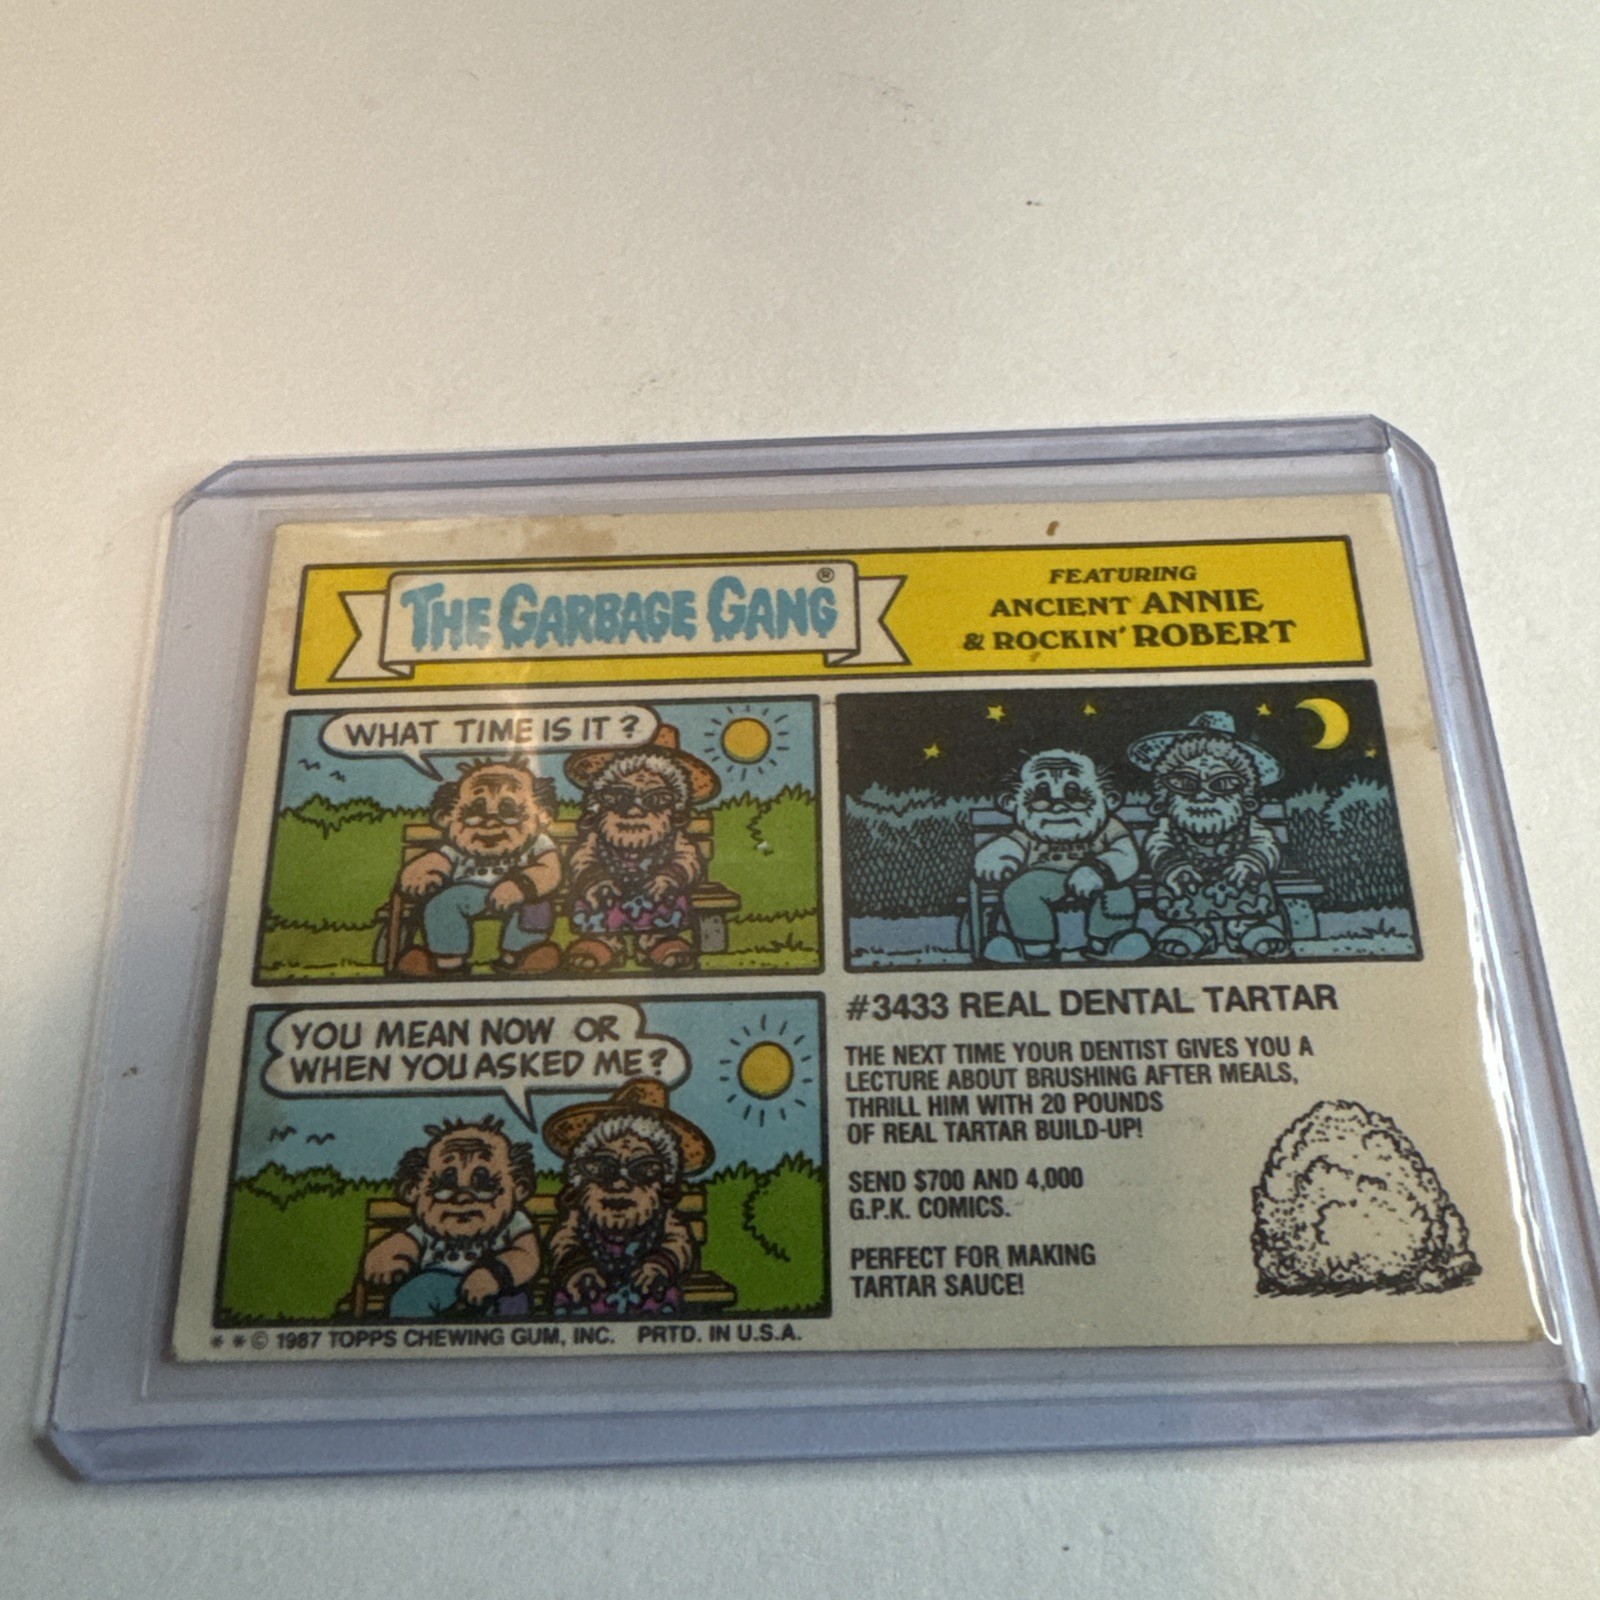 THE GARBAGE GANG®
FEATURING
ANCIENT ANNIE
& ROCKIN' ROBERT
WHAT TIME IS IT?
YOU MEAN NOW OR
WHEN YOU ASKED ME?
#3433 REAL DENTAL TARTAR
THE NEXT TIME YOUR DENTIST GIVES YOU A
LECTURE ABOUT BRUSHING AFTER MEALS,
THRILL HIM WITH 20 POUNDS
OF REAL TARTAR BUILD-UP!
SEND $700 AND 4,000
G.P.K. COMICS.
PERFECT FOR MAKING
TARTAR SAUCE!
* * © 1987 TOPPS CHEWING GUM, INC. PRTD. IN U.S.A.